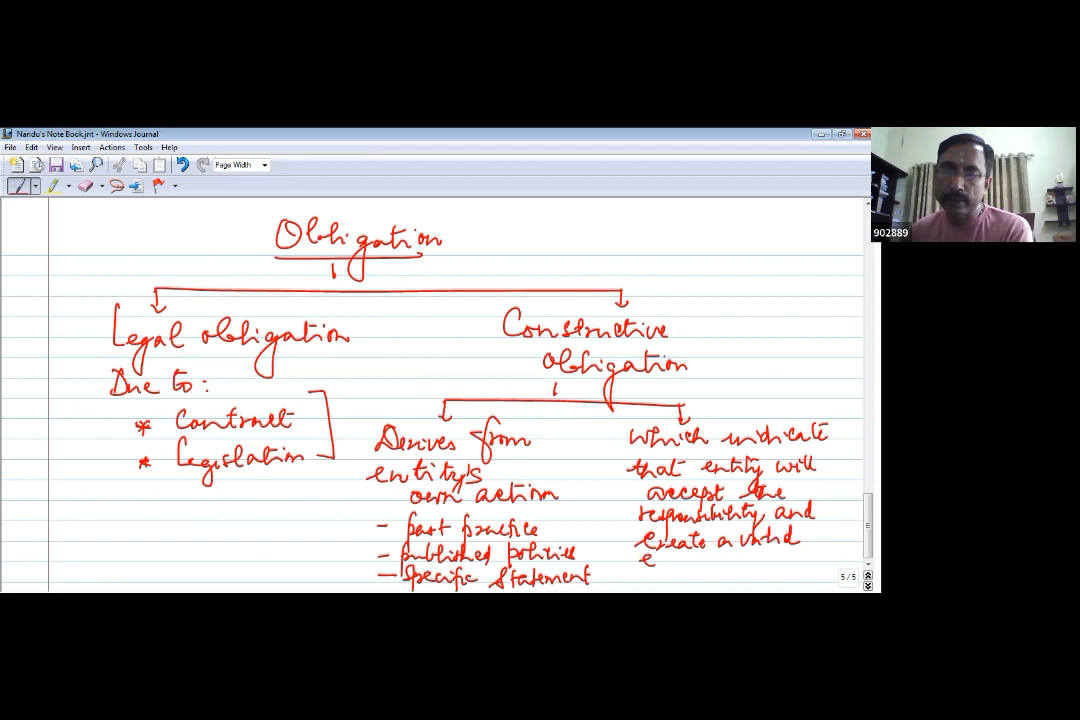 Nandu's Note Book.jnt - Windows Journal
File Edit View Insert Actions Tools Help
Page Width
902889
Obligation
Legal obligation
Due to:
* Contract
* Legislation
Constructive
obligation
Derives from
entity's
own action
- past practice
- published policies
- specific statement
which indicate
that entity will
accept the
responsibility and
create a valid
e
5 / 5